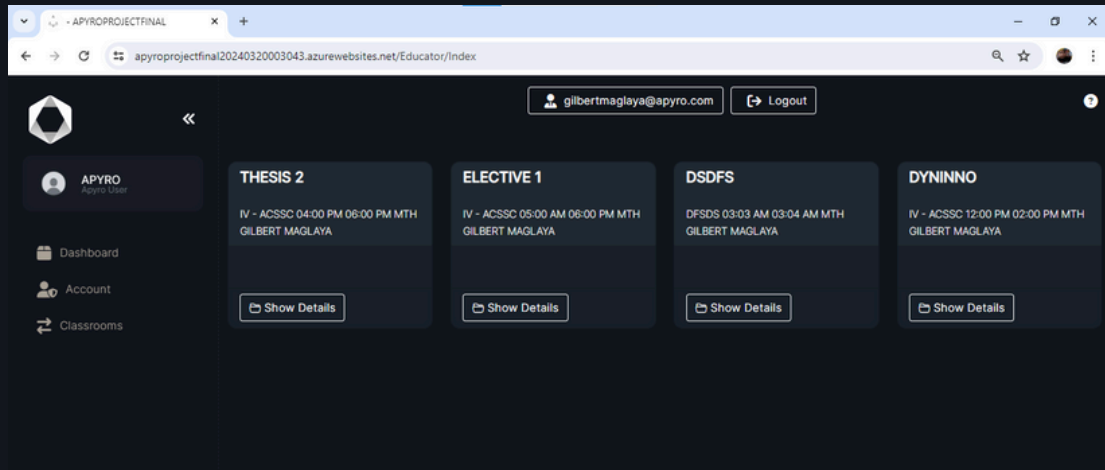 - APYROPROJECTFINAL
apyroprojectfinal20240320003043.azurewebsites.net/Educator/Index
gilbertmaglaya@apyro.com
Logout
?
APYRO
Apyro User
Dashboard
Account
Classrooms
THESIS 2
IV - ACSSC 04:00 PM 06:00 PM MTH
GILBERT MAGLAYA
Show Details
ELECTIVE 1
IV - ACSSC 05:00 AM 06:00 PM MTH
GILBERT MAGLAYA
Show Details
DSDFS
DFSDS 03:03 AM 03:04 AM MTH
GILBERT MAGLAYA
Show Details
DYNINNO
IV - ACSSC 12:00 PM 02:00 PM MTH
GILBERT MAGLAYA
Show Details